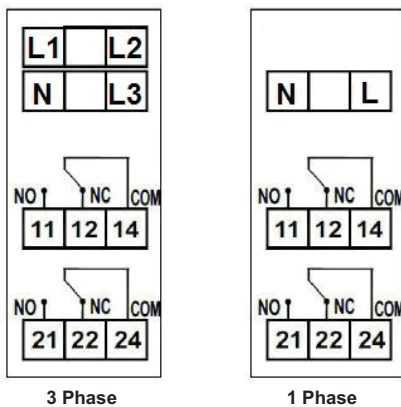 L1 L2
N L3
NO NC COM
11 12 14
NO NC COM
21 22 24
3 Phase
N L
NO NC COM
11 12 14
NO NC COM
21 22 24
1 Phase